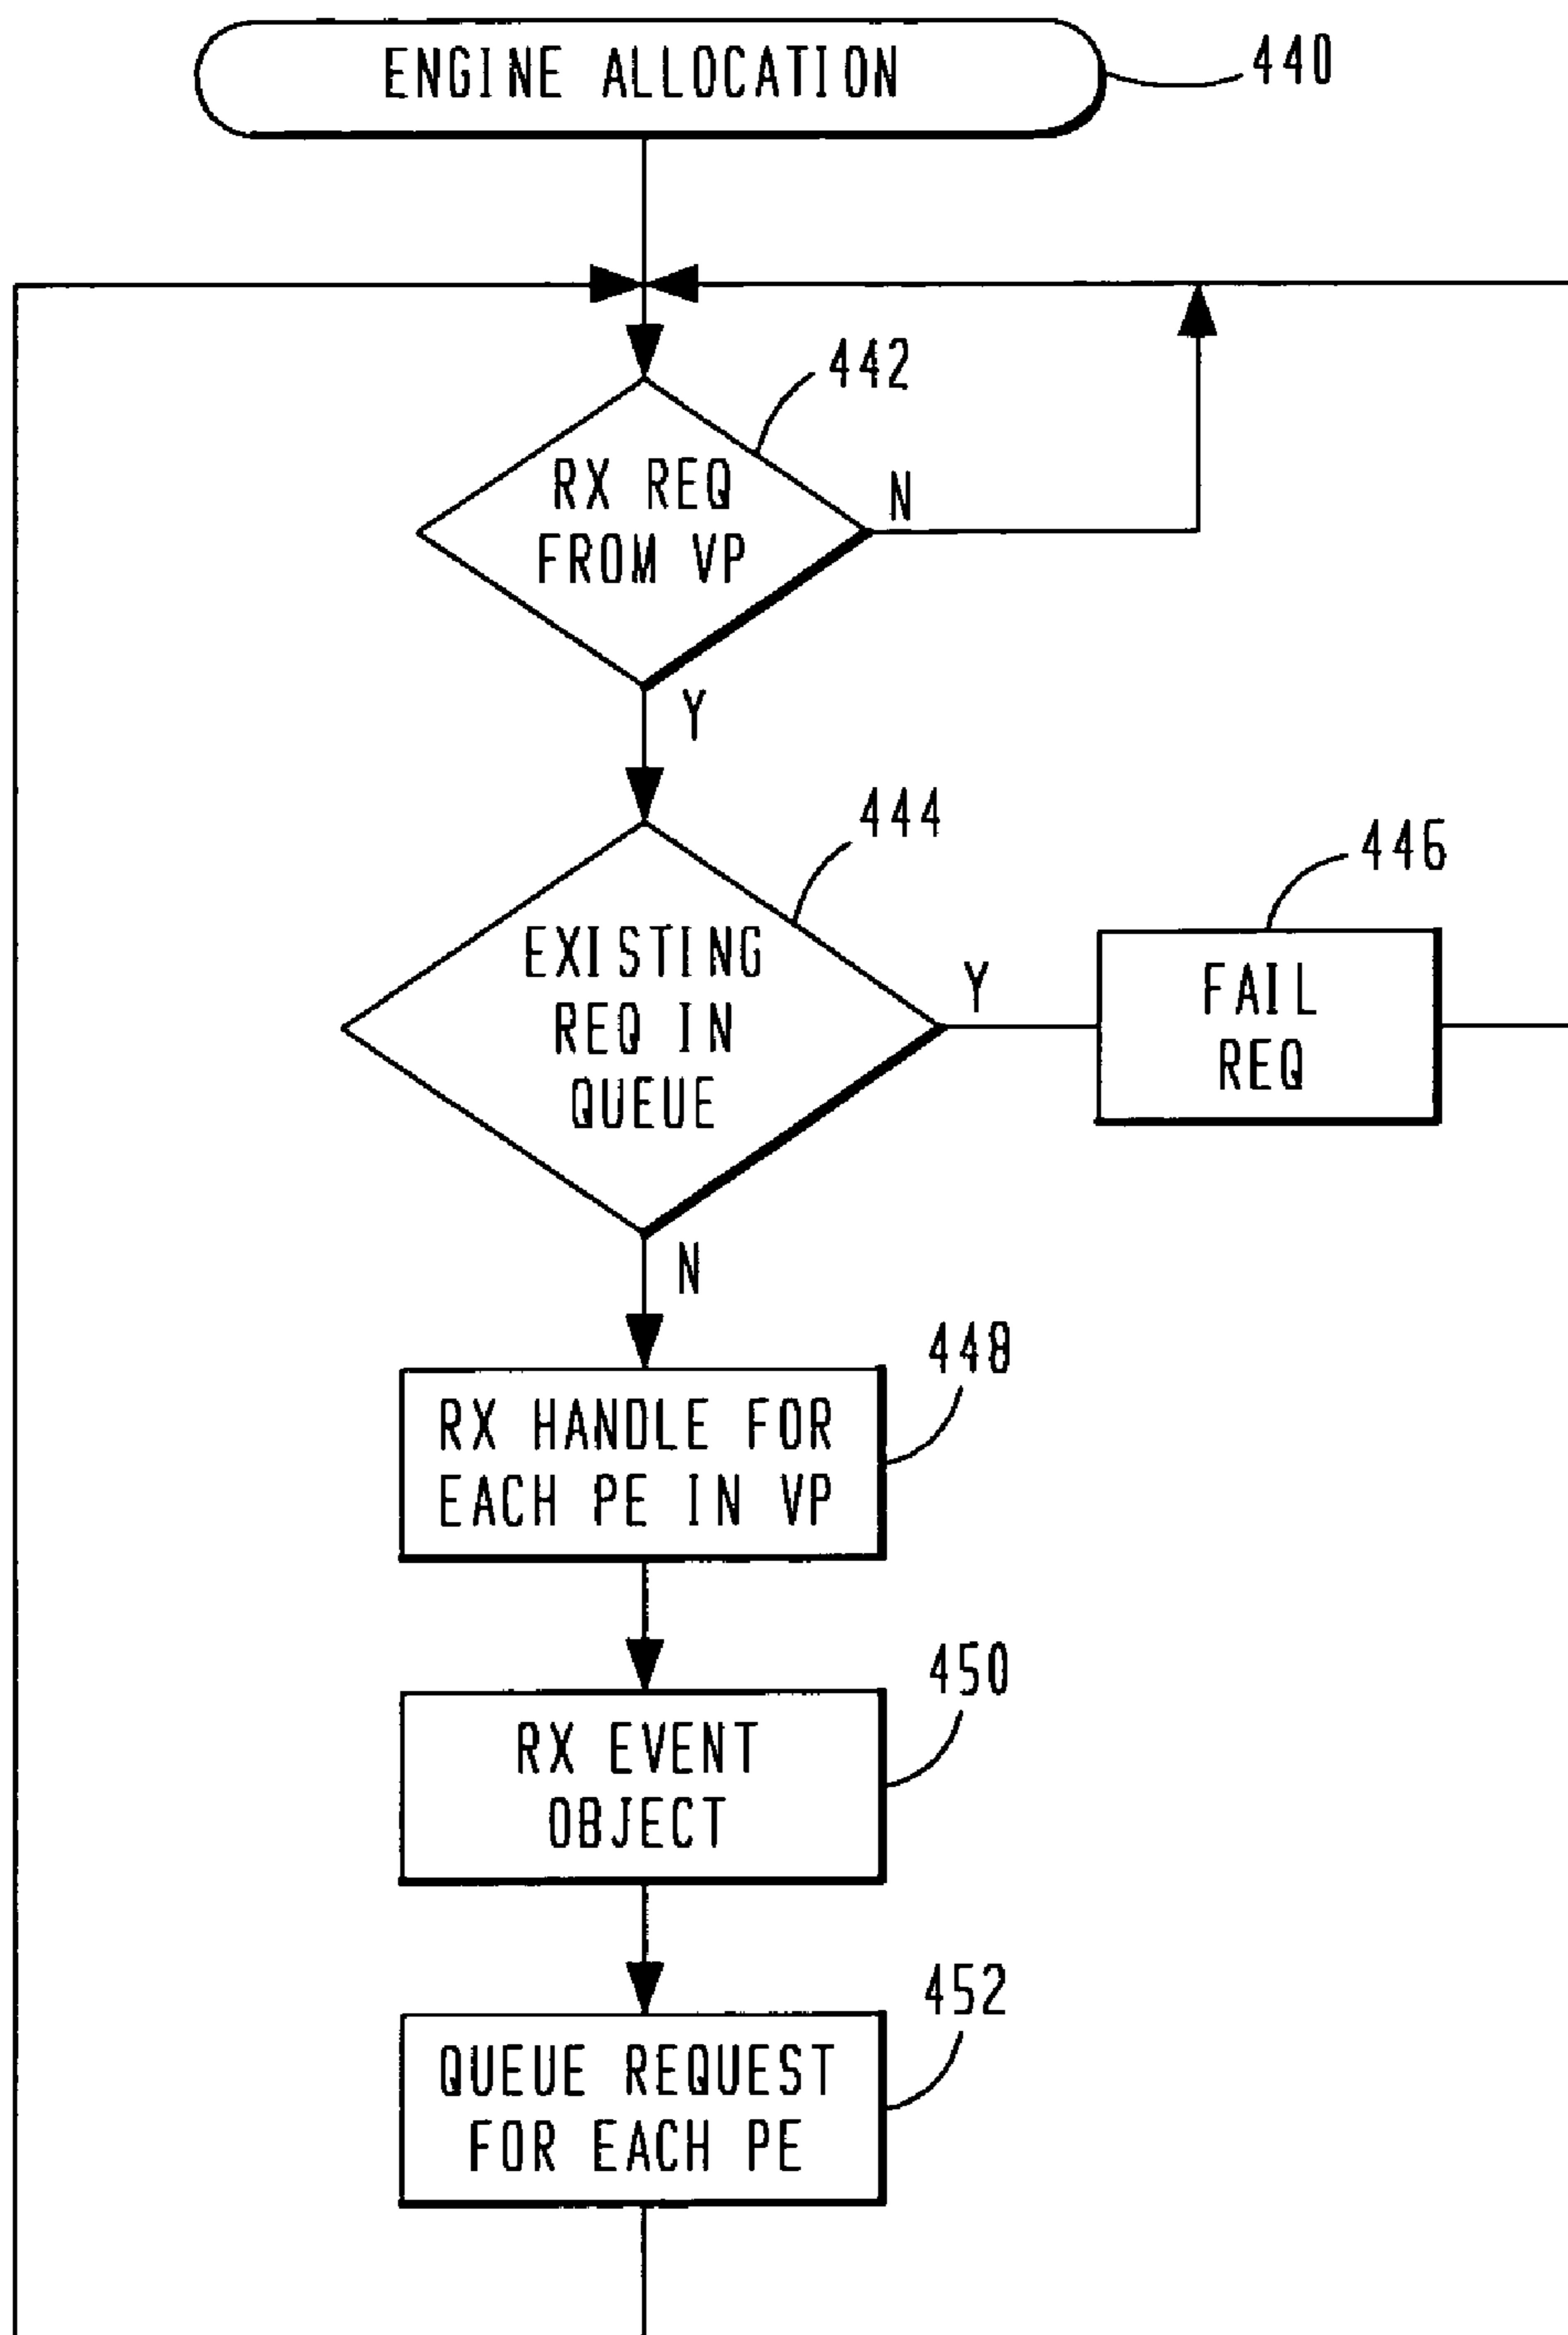 ENGINE ALLOCATION
440
442
RX REQ
FROM VP
N
Y
444
EXISTING
REQ IN
QUEUE
Y
446
FAIL
REQ
N
448
RX HANDLE FOR
EACH PE IN VP
450
RX EVENT
OBJECT
452
QUEUE REQUEST
FOR EACH PE